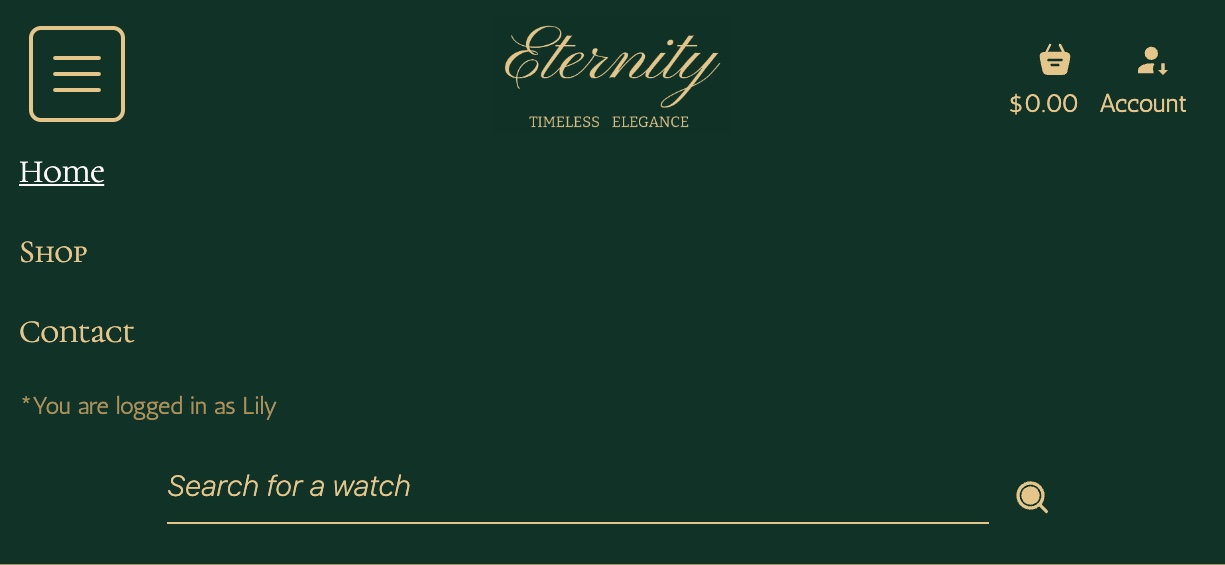 Eternity
TIMELESS ELEGANCE
$0.00 Account
Home
SHOP
Contact
*You are logged in as Lily
Search for a watch